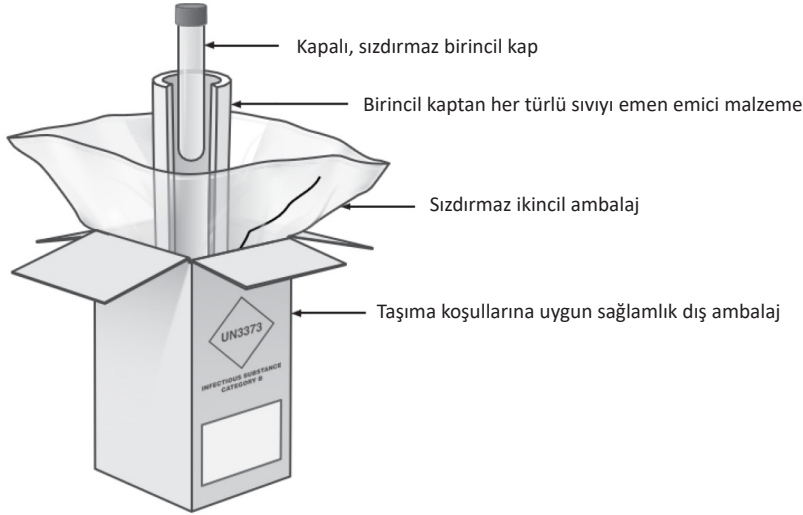 Kapalı, sızdırmaz birincil kap
Birincil kaptan her türlü sıvıyı emen emici malzeme
Sızdırmaz ikincil ambalaj
Taşıma koşullarına uygun sağlamlık dış ambalaj
UN3373
INFECTIOUS SUBSTANCE
CATEGORY B